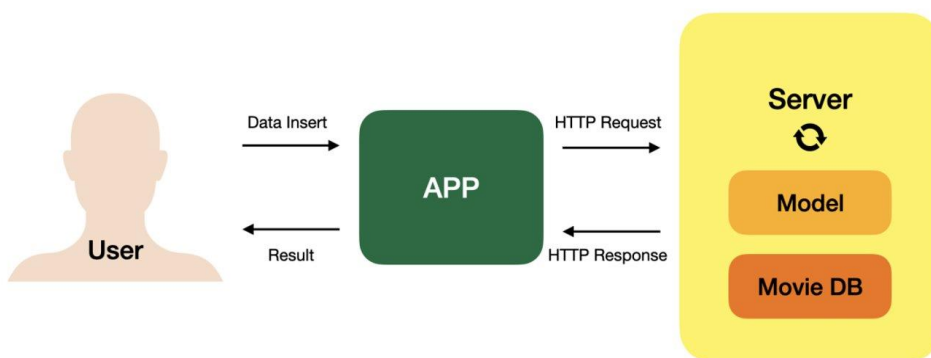 User
Data Insert
Result
APP
HTTP Request
HTTP Response
Server
Model
Movie DB